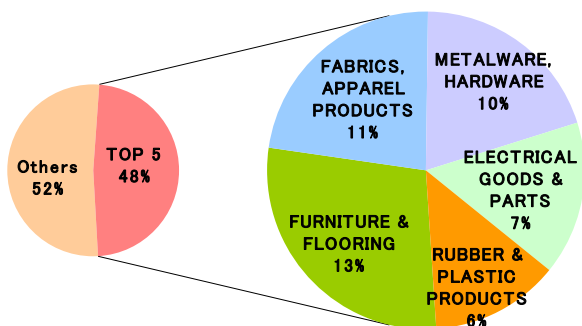 Others
52%
TOP 5
48%
FABRICS,
APPAREL
PRODUCTS
11%
METALWARE,
HARDWARE
10%
ELECTRICAL
GOODS &
PARTS
7%
FURNITURE &
FLOORING
13%
RUBBER &
PLASTIC
PRODUCTS
6%